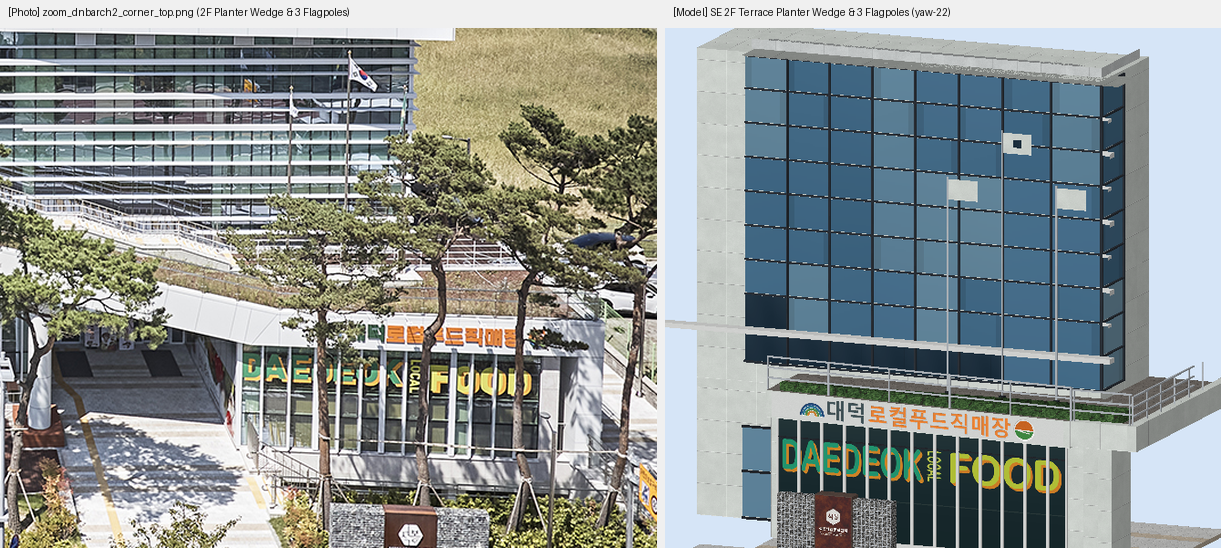 [Photo] zoom_dnbarch2_corner_top.png (2F Planter Wedge & 3 Flagpoles)
[Model] SE 2F Terrace Planter Wedge & 3 Flagpoles (yaw-22)
덕 로컬푸드직매장
DAEDEOK LOCAL FOOD
대덕로컬푸드직매장
DAEDEOK LOCAL FOOD